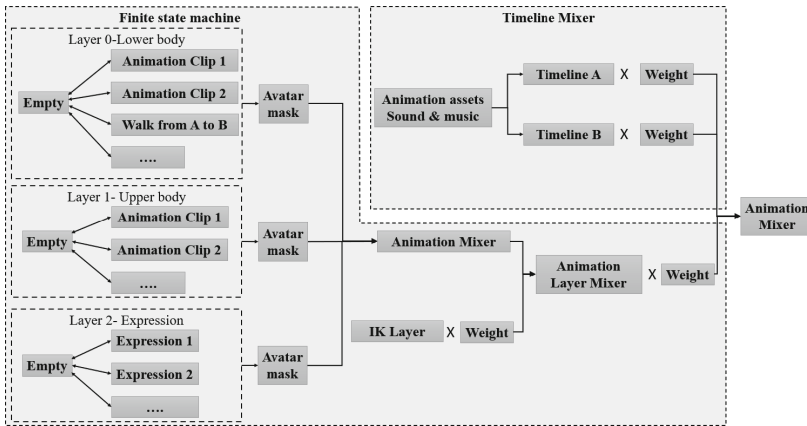 Finite state machine
Layer 0-Lower body
Empty
Animation Clip 1
Animation Clip 2
Walk from A to B
....
Avatar
mask
Layer 1- Upper body
Empty
Animation Clip 1
Animation Clip 2
....
Avatar
mask
Layer 2- Expression
Empty
Expression 1
Expression 2
....
Avatar
mask
Animation Mixer
IK Layer X Weight
Animation
Layer Mixer
X Weight
Timeline Mixer
Animation assets
Sound & music
Timeline A X Weight
Timeline B X Weight
Animation
Mixer